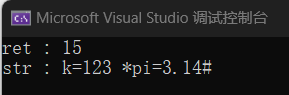 Microsoft Visual Studio 调试控制台
ret : 15
str : k=123 *pi=3.14#